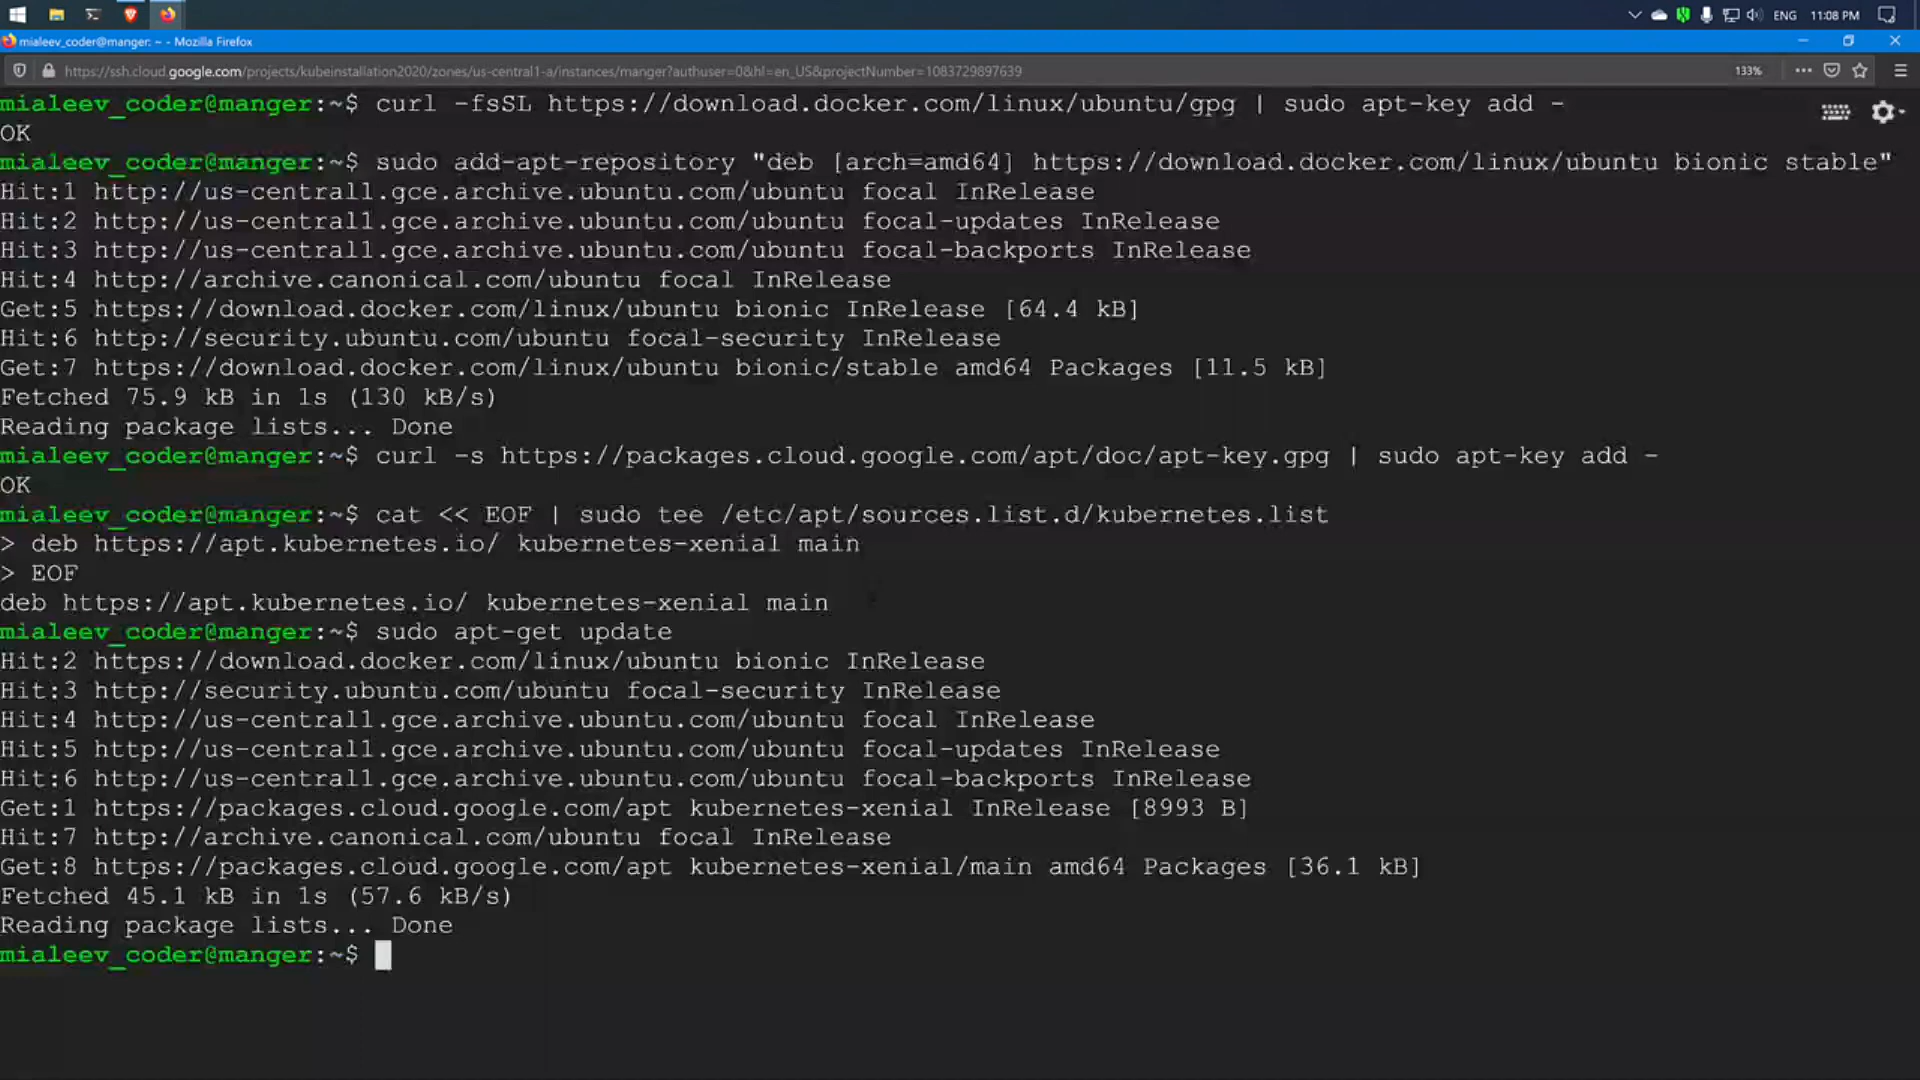 ENG
11:08 PM
mialeev_coder@manger: ~ - Mozilla Firefox
https://ssh.cloud.google.com/projects/kubeinstallation2020/zones/us-central1-a/instances/manger?authuser=0&hl=en_US&projectNumber=1083729897639
133%
mialeev_coder@manger:~$ curl -fsSL https://download.docker.com/linux/ubuntu/gpg | sudo apt-key add -
OK
mialeev_coder@manger:~$ sudo add-apt-repository "deb [arch=amd64] https://download.docker.com/linux/ubuntu bionic stable"
Hit:1 http://us-central1.gce.archive.ubuntu.com/ubuntu focal InRelease
Hit:2 http://us-central1.gce.archive.ubuntu.com/ubuntu focal-updates InRelease
Hit:3 http://us-central1.gce.archive.ubuntu.com/ubuntu focal-backports InRelease
Hit:4 http://archive.canonical.com/ubuntu focal InRelease
Get:5 https://download.docker.com/linux/ubuntu bionic InRelease [64.4 kB]
Hit:6 http://security.ubuntu.com/ubuntu focal-security InRelease
Get:7 https://download.docker.com/linux/ubuntu bionic/stable amd64 Packages [11.5 kB]
Fetched 75.9 kB in 1s (130 kB/s)
Reading package lists... Done
mialeev_coder@manger:~$ curl -s https://packages.cloud.google.com/apt/doc/apt-key.gpg | sudo apt-key add -
OK
mialeev_coder@manger:~$ cat << EOF | sudo tee /etc/apt/sources.list.d/kubernetes.list
> deb https://apt.kubernetes.io/ kubernetes-xenial main
> EOF
deb https://apt.kubernetes.io/ kubernetes-xenial main
mialeev_coder@manger:~$ sudo apt-get update
Hit:2 https://download.docker.com/linux/ubuntu bionic InRelease
Hit:3 http://security.ubuntu.com/ubuntu focal-security InRelease
Hit:4 http://us-central1.gce.archive.ubuntu.com/ubuntu focal InRelease
Hit:5 http://us-central1.gce.archive.ubuntu.com/ubuntu focal-updates InRelease
Hit:6 http://us-central1.gce.archive.ubuntu.com/ubuntu focal-backports InRelease
Get:1 https://packages.cloud.google.com/apt kubernetes-xenial InRelease [8993 B]
Hit:7 http://archive.canonical.com/ubuntu focal InRelease
Get:8 https://packages.cloud.google.com/apt kubernetes-xenial/main amd64 Packages [36.1 kB]
Fetched 45.1 kB in 1s (57.6 kB/s)
Reading package lists... Done
mialeev_coder@manger:~$